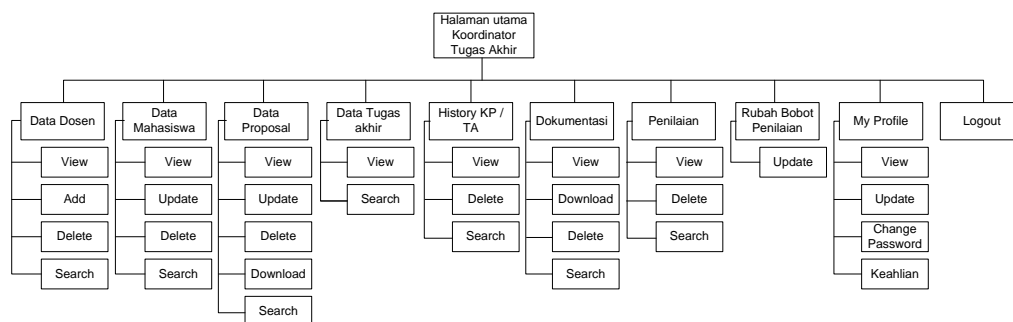 Halaman utama
Koordinator
Tugas Akhir
Data Dosen
View
Add
Delete
Search
Data
Mahasiswa
View
Update
Delete
Search
Data
Proposal
View
Update
Delete
Download
Search
Data Tugas
akhir
View
Search
History KP /
TA
View
Delete
Search
Dokumentasi
View
Download
Delete
Search
Penilaian
View
Delete
Search
Rubah Bobot
Penilaian
Update
My Profile
View
Update
Change
Password
Keahlian
Logout